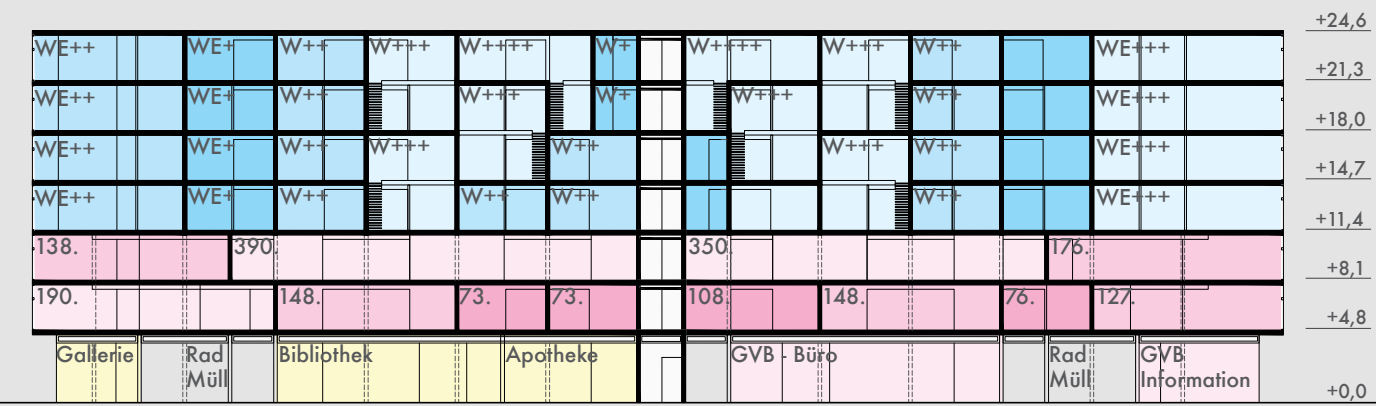 +24,6
WE++ WE+ W++ W+++ W++++ W+ W++++ W+++ W++ WE+++
+21,3
WE++ WE+ W++ W+++ W+ W+++ W++ WE+++
+18,0
WE++ WE+ W++ W+++ W++ W+++ W++ WE+++
+14,7
WE++ WE+ W++ W++ W++ W++ WE+++
+11,4
138. 390. 350. 176.
+8,1
190. 148. 73. 73. 108. 148. 76. 127.
+4,8
Gallerie Rad Bibliothek Apotheke GVB - Büro Rad GVB
Müll Müll Information
+0,0